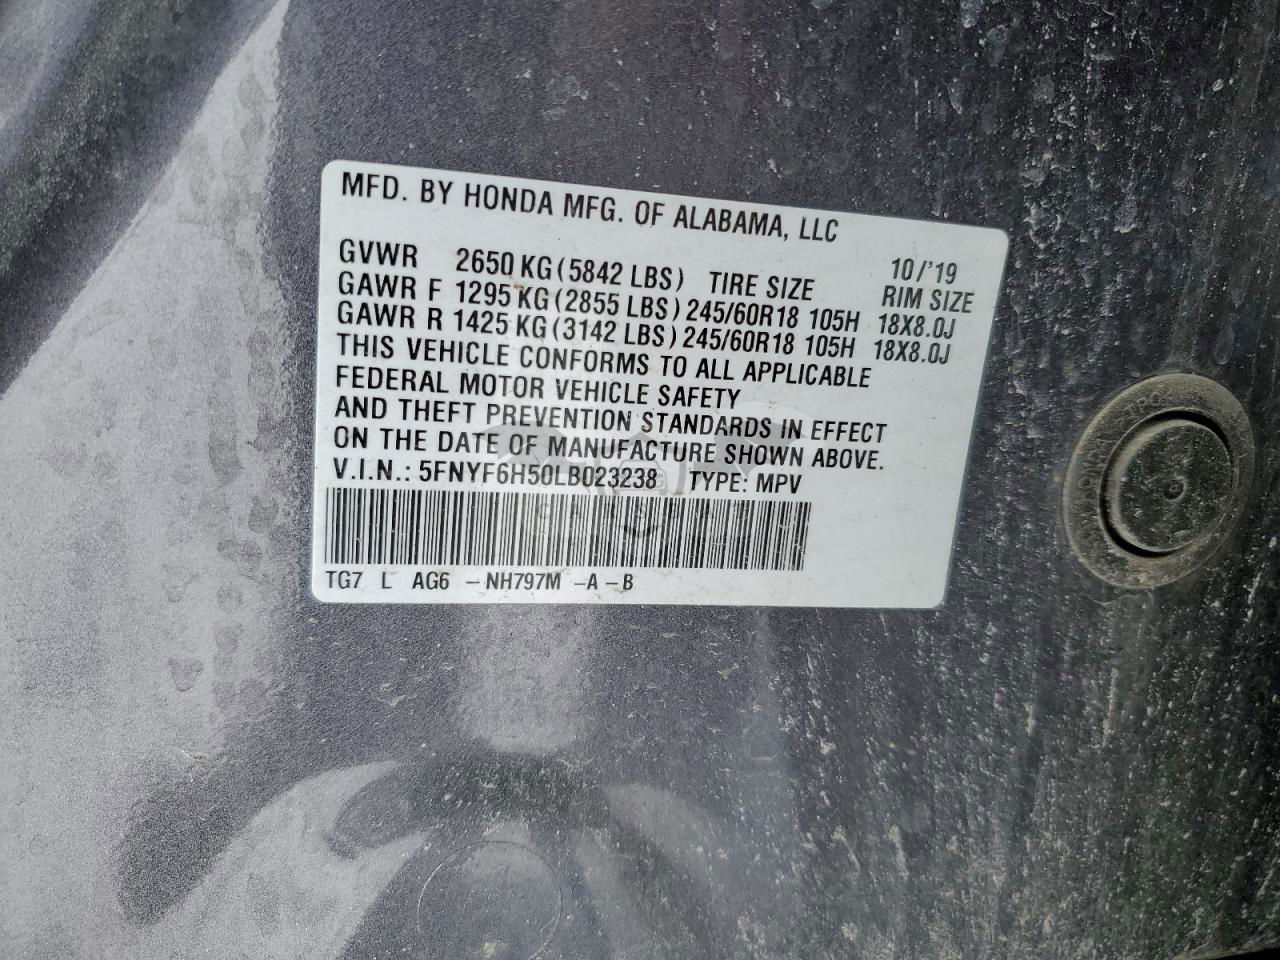 MFD. BY HONDA MFG. OF ALABAMA, LLC
10/'19
GVWR 2650 KG (5842 LBS) TIRE SIZE RIM SIZE
GAWR F 1295 KG (2855 LBS) 245/60R18 105H 18X8.0J
GAWR R 1425 KG (3142 LBS) 245/60R18 105H 18X8.0J
THIS VEHICLE CONFORMS TO ALL APPLICABLE
FEDERAL MOTOR VEHICLE SAFETY
AND THEFT PREVENTION STANDARDS IN EFFECT
ON THE DATE OF MANUFACTURE SHOWN ABOVE.
V.I.N.: 5FNYF6H50LB023238 TYPE: MPV
TG7 L AG6 -NH797M -A -B